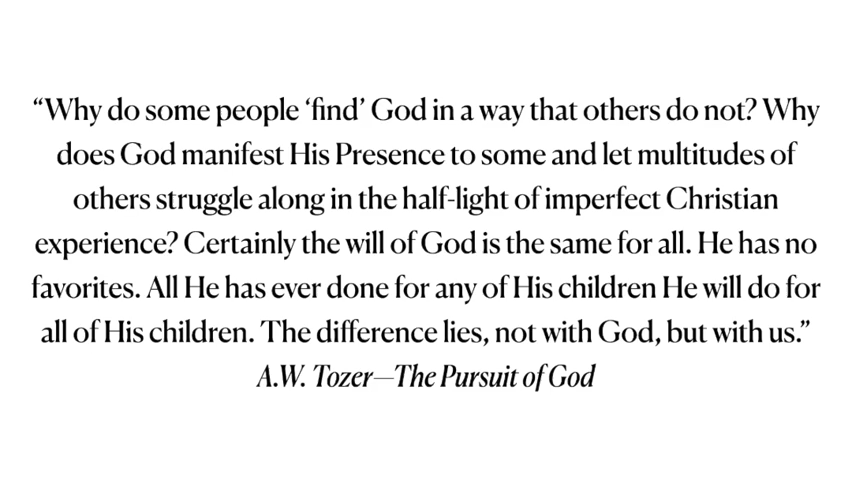 “Why do some people ‘find’ God in a way that others do not? Why
does God manifest His Presence to some and let multitudes of
others struggle along in the half-light of imperfect Christian
experience? Certainly the will of God is the same for all. He has no
favorites. All He has ever done for any of His children He will do for
all of His children. The difference lies, not with God, but with us.”
A.W. Tozer—The Pursuit of God